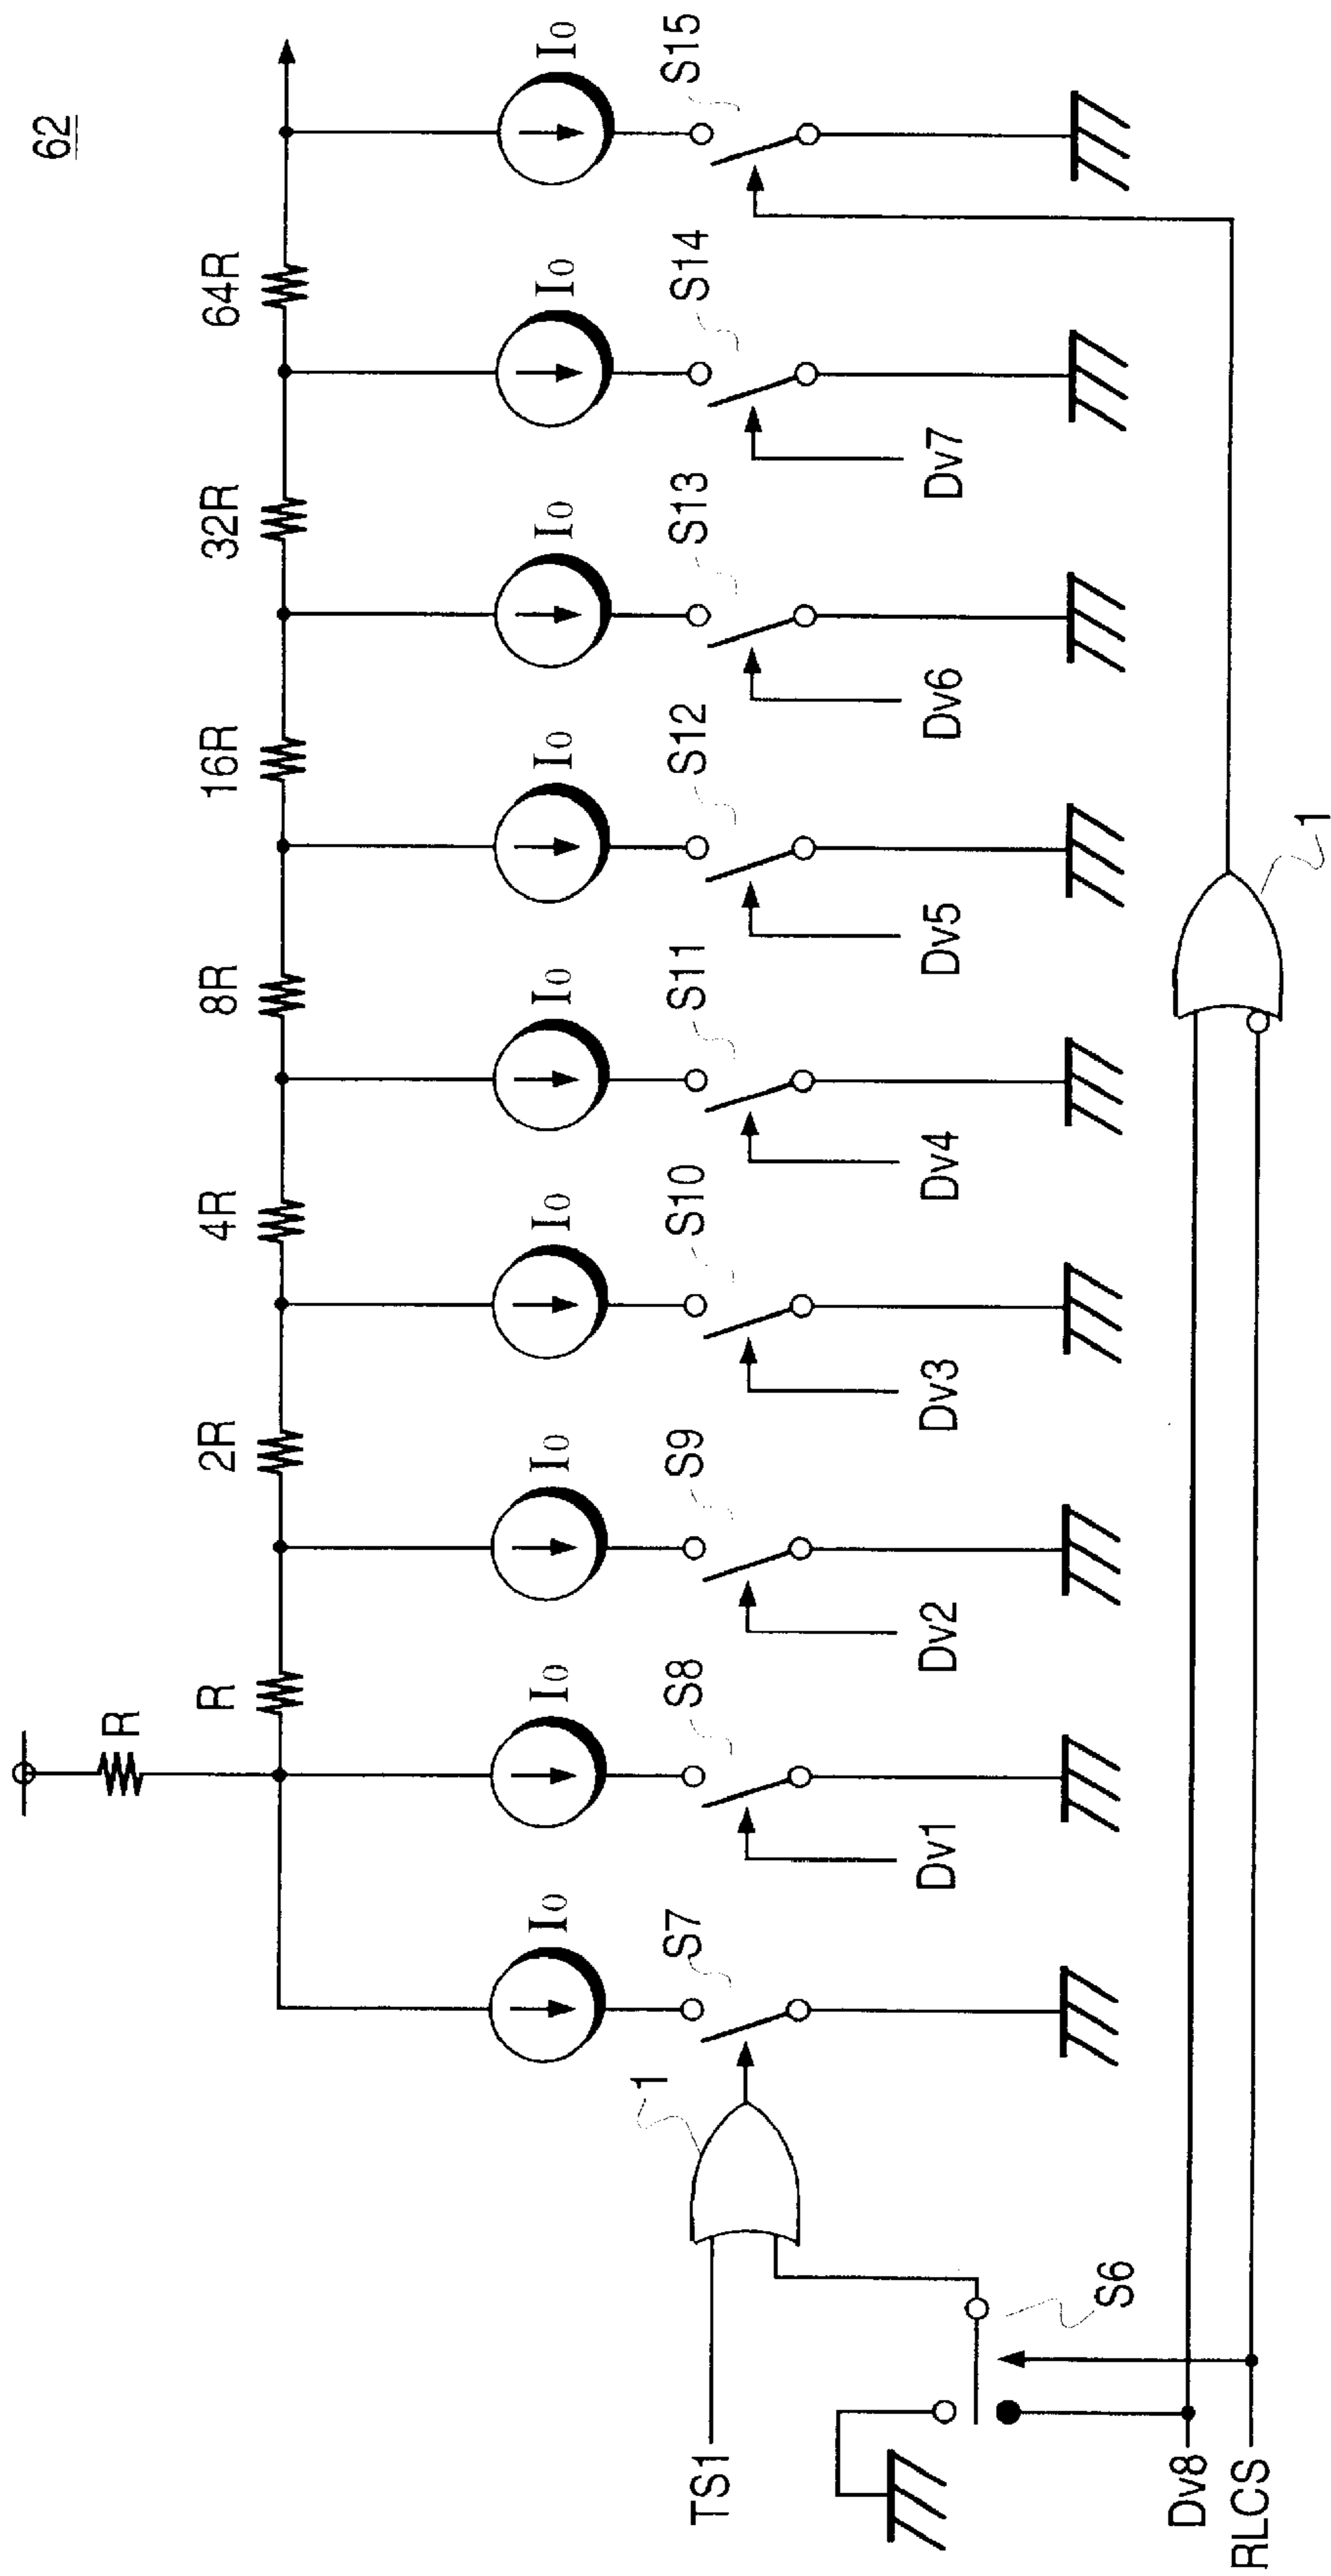 62
R
R
2R
4R
8R
16R
32R
64R
I0
I0
I0
I0
I0
I0
I0
I0
I0
S7
S8
S9
S10
S11
S12
S13
S14
S15
1
Dv1
Dv2
Dv3
Dv4
Dv5
Dv6
Dv7
TS1
S6
1
Dv8
RLCS